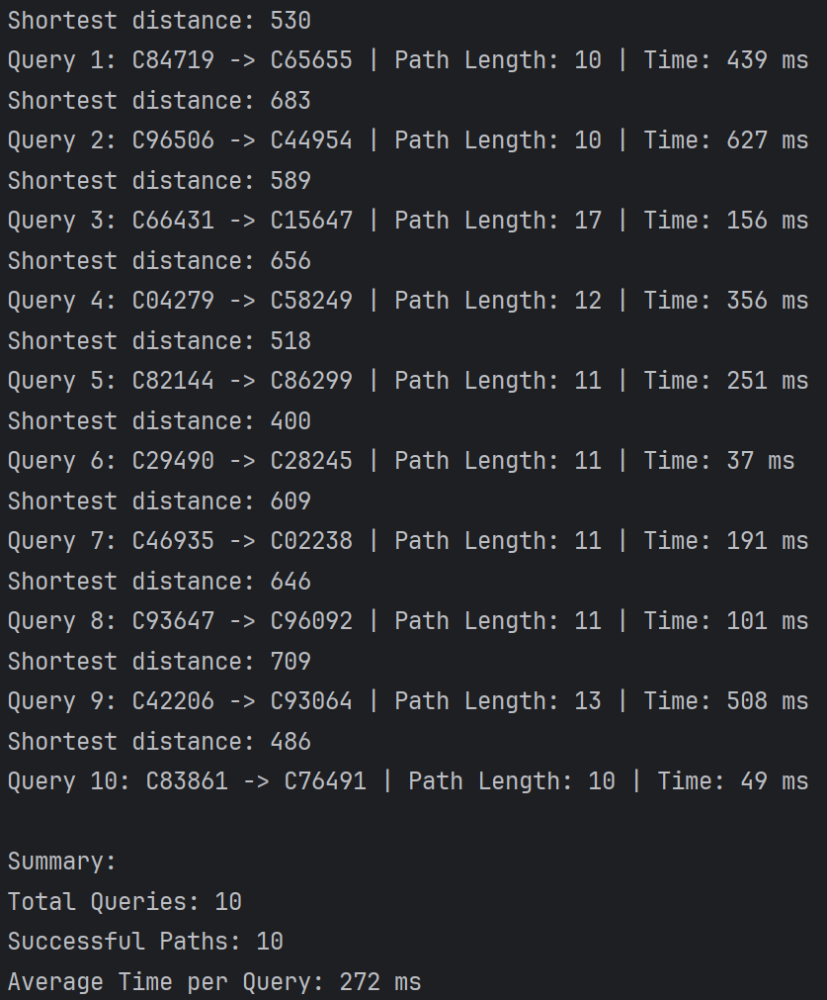 Shortest distance: 530
Query 1: C84719 -> C65655 | Path Length: 10 | Time: 439 ms
Shortest distance: 683
Query 2: C96506 -> C44954 | Path Length: 10 | Time: 627 ms
Shortest distance: 589
Query 3: C66431 -> C15647 | Path Length: 17 | Time: 156 ms
Shortest distance: 656
Query 4: C04279 -> C58249 | Path Length: 12 | Time: 356 ms
Shortest distance: 518
Query 5: C82144 -> C86299 | Path Length: 11 | Time: 251 ms
Shortest distance: 400
Query 6: C29490 -> C28245 | Path Length: 11 | Time: 37 ms
Shortest distance: 609
Query 7: C46935 -> C02238 | Path Length: 11 | Time: 191 ms
Shortest distance: 646
Query 8: C93647 -> C96092 | Path Length: 11 | Time: 101 ms
Shortest distance: 709
Query 9: C42206 -> C93064 | Path Length: 13 | Time: 508 ms
Shortest distance: 486
Query 10: C83861 -> C76491 | Path Length: 10 | Time: 49 ms
Summary:
Total Queries: 10
Successful Paths: 10
Average Time per Query: 272 ms